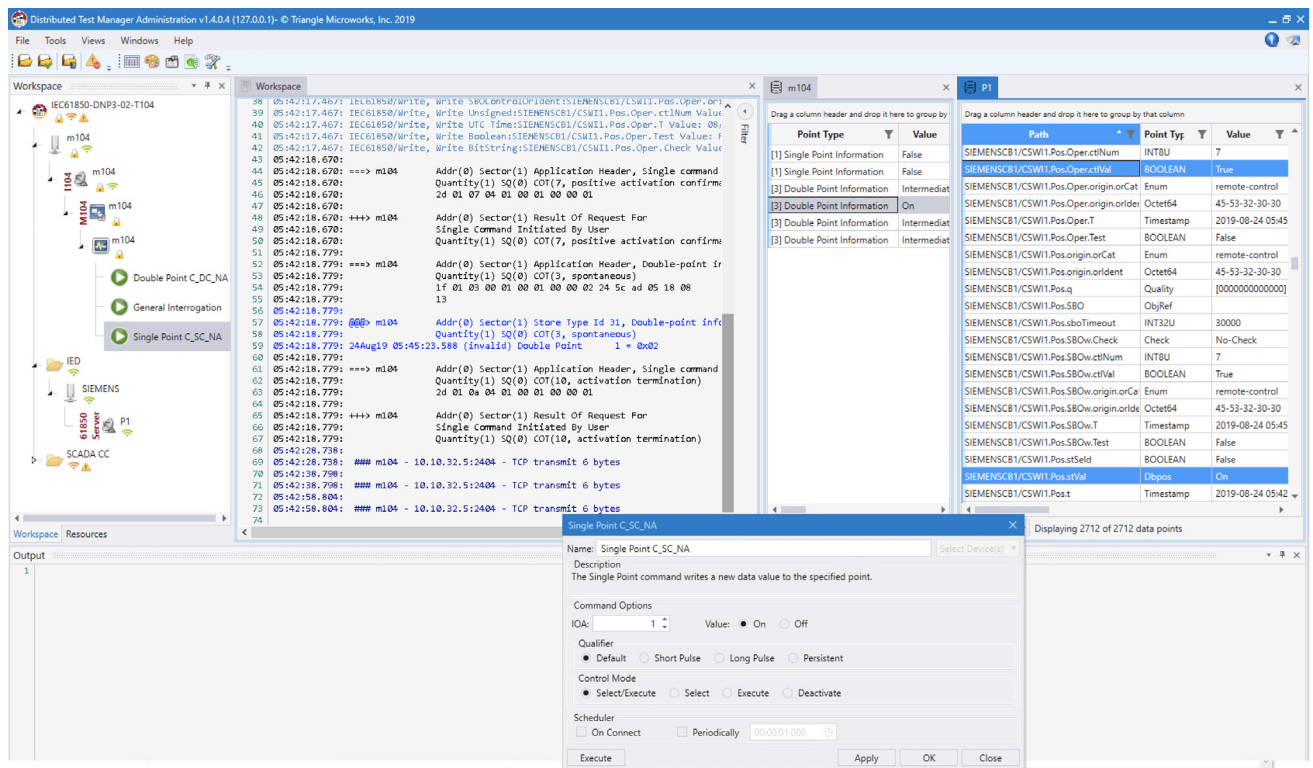 Distributed Test Manager Administration v1.4.0.4 (127.0.0.1)- © Triangle Microworks, Inc. 2019
File Tools Views Windows Help
Workspace
IEC61850-DNP3-02-T104
m104
104 m104
M104 m104
m104
Double Point C_DC_NA
General Interrogation
Single Point C_SC_NA
IED
SIEMENS
61850 Server P1
SCADA CC
Workspace Resources
Workspace
38 05:42:17.467: IEC61850/Write, Write SBOControlOrident:SIEMENSCB1/CSWI1.Pos.Oper.ori
39 05:42:17.467: IEC61850/Write, Write Unsigned:SIEMENSCB1/CSWI1.Pos.Oper.ctlNum Value
40 05:42:17.467: IEC61850/Write, Write UTC Time:SIEMENSCB1/CSWI1.Pos.Oper.T Value: 08/
41 05:42:17.467: IEC61850/Write, Write Boolean:SIEMENSCB1/CSWI1.Pos.Oper.Test Value: F
42 05:42:17.467: IEC61850/Write, Write BitString:SIEMENSCB1/CSWI1.Pos.Oper.Check Value
43 05:42:18.670:
44 05:42:18.670: ===> m104 Addr(0) Sector(1) Application Header, Single command
45 05:42:18.670: Quantity(1) SQ(0) COT(7, positive activation confirma
46 05:42:18.670: 2d 01 07 04 01 00 01 00 00 01
47 05:42:18.670:
48 05:42:18.670: +++> m104 Addr(0) Sector(1) Result Of Request For
49 05:42:18.670: Single Command Initiated By User
50 05:42:18.670: Quantity(1) SQ(0) COT(7, positive activation confirma
51 05:42:18.779:
52 05:42:18.779: ===> m104 Addr(0) Sector(1) Application Header, Double-point ir
53 05:42:18.779: Quantity(1) SQ(0) COT(3, spontaneous)
54 05:42:18.779: 1f 01 03 00 01 00 01 00 00 02 24 5c ad 05 18 08
55 05:42:18.779: 13
56 05:42:18.779:
57 05:42:18.779: @@@> m104 Addr(0) Sector(1) Store Type Id 31, Double-point info
58 05:42:18.779: Quantity(1) SQ(0) COT(3, spontaneous)
59 05:42:18.779: 24Aug19 05:45:23.588 (invalid) Double Point 1 = 0x02
60 05:42:18.779:
61 05:42:18.779: ===> m104 Addr(0) Sector(1) Application Header, Single command
62 05:42:18.779: Quantity(1) SQ(0) COT(10, activation termination)
63 05:42:18.779: 2d 01 0a 04 01 00 01 00 00 01
64 05:42:18.779:
65 05:42:18.779: +++> m104 Addr(0) Sector(1) Result Of Request For
66 05:42:18.779: Single Command Initiated By User
67 05:42:18.779: Quantity(1) SQ(0) COT(10, activation termination)
68 05:42:28.738:
69 05:42:28.738: ### m104 - 10.10.32.5:2404 - TCP transmit 6 bytes
70 05:42:38.798:
71 05:42:38.798: ### m104 - 10.10.32.5:2404 - TCP transmit 6 bytes
72 05:42:58.804:
73 05:42:58.804: ### m104 - 10.10.32.5:2404 - TCP transmit 6 bytes
74
Filter
m104
Drag a column header and drop it here to group by
Point Type Value
[1] Single Point Information False
[1] Single Point Information False
[3] Double Point Information Intermediat
[3] Double Point Information On
[3] Double Point Information Intermediat
[3] Double Point Information Intermediat
P1
Drag a column header and drop it here to group by that column
Path Point Typ Value
SIEMENSCB1/CSWI1.Pos.Oper.ctlNum INT8U 7
SIEMENSCB1/CSWI1.Pos.Oper.ctlVal BOOLEAN True
SIEMENSCB1/CSWI1.Pos.Oper.origin.orCat Enum remote-control
SIEMENSCB1/CSWI1.Pos.Oper.origin.orIder Octet64 45-53-32-30-30
SIEMENSCB1/CSWI1.Pos.Oper.T Timestamp 2019-08-24 05:45
SIEMENSCB1/CSWI1.Pos.Oper.Test BOOLEAN False
SIEMENSCB1/CSWI1.Pos.origin.orCat Enum remote-control
SIEMENSCB1/CSWI1.Pos.origin.orIdent Octet64 45-53-32-30-30
SIEMENSCB1/CSWI1.Pos.q Quality [0000000000000]
SIEMENSCB1/CSWI1.Pos.SBO ObjRef
SIEMENSCB1/CSWI1.Pos.sboTimeout INT32U 30000
SIEMENSCB1/CSWI1.Pos.SBOw.Check Check No-Check
SIEMENSCB1/CSWI1.Pos.SBOw.ctlNum INT8U 7
SIEMENSCB1/CSWI1.Pos.SBOw.ctlVal BOOLEAN True
SIEMENSCB1/CSWI1.Pos.SBOw.origin.orCa Enum remote-control
SIEMENSCB1/CSWI1.Pos.SBOw.origin.orIde Octet64 45-53-32-30-30
SIEMENSCB1/CSWI1.Pos.SBOw.T Timestamp 2019-08-24 05:45
SIEMENSCB1/CSWI1.Pos.SBOw.Test BOOLEAN False
SIEMENSCB1/CSWI1.Pos.stSeld BOOLEAN False
SIEMENSCB1/CSWI1.Pos.stVal Dbpos On
SIEMENSCB1/CSWI1.Pos.t Timestamp 2019-08-24 05:42
Displaying 2712 of 2712 data points
Output
1
Single Point C_SC_NA
Name: Single Point C_SC_NA Select Device(s)
Description
The Single Point command writes a new data value to the specified point.
Command Options
IOA: 1 Value: On Off
Qualifier
Default Short Pulse Long Pulse Persistent
Control Mode
Select/Execute Select Execute Deactivate
Scheduler
On Connect Periodically 00:00:01.000
Execute Apply OK Close